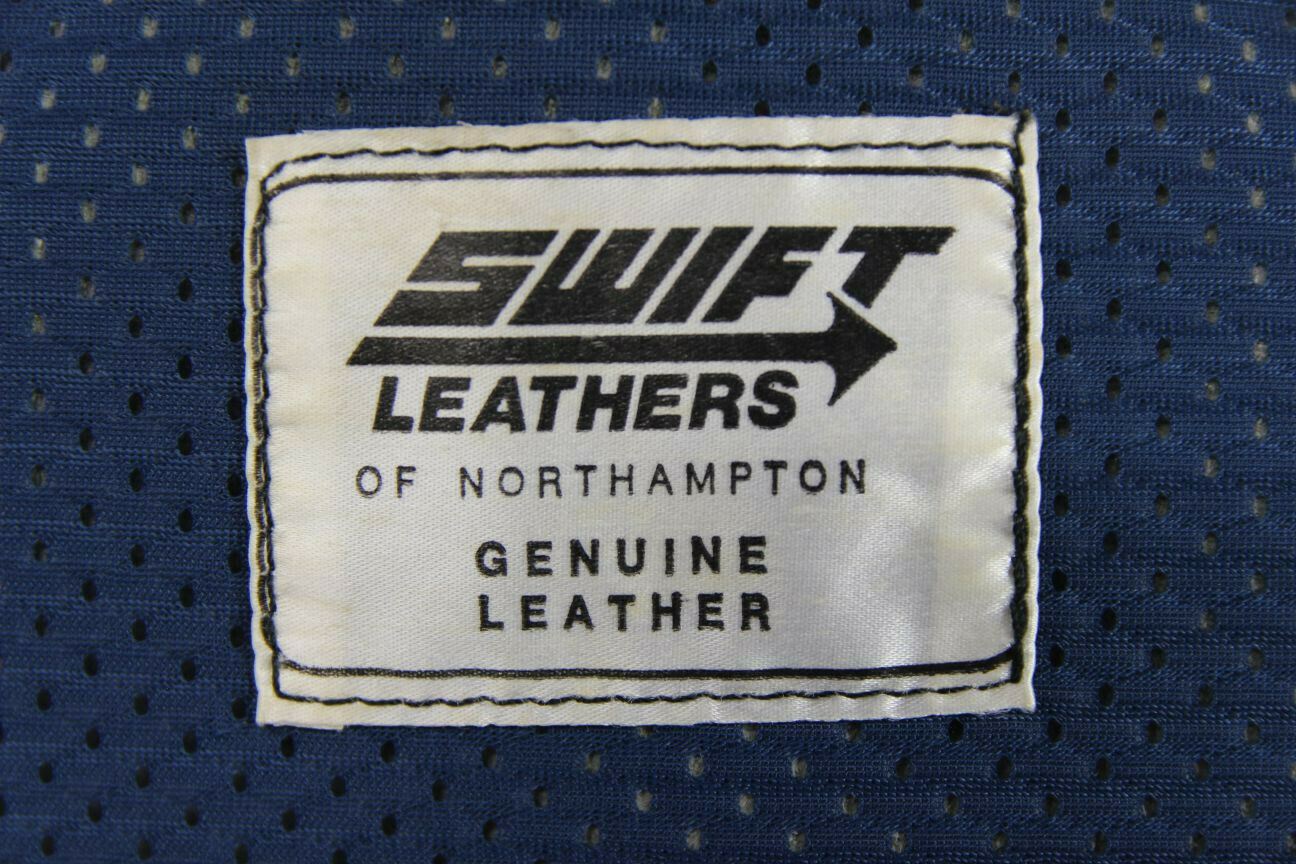 SWIFT
LEATHERS
OF NORTHAMPTON
GENUINE
LEATHER